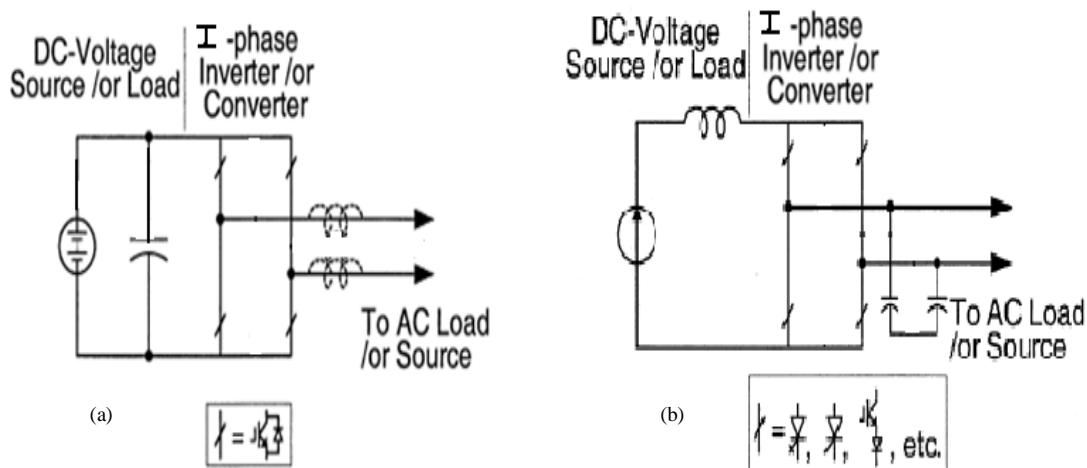 DC-Voltage
Source /or Load
I -phase
Inverter /or
Converter
To AC Load
/or Source
(a)
=
DC-Voltage
Source /or Load
I -phase
Inverter /or
Converter
To AC Load
/or Source
(b)
= , , , etc.